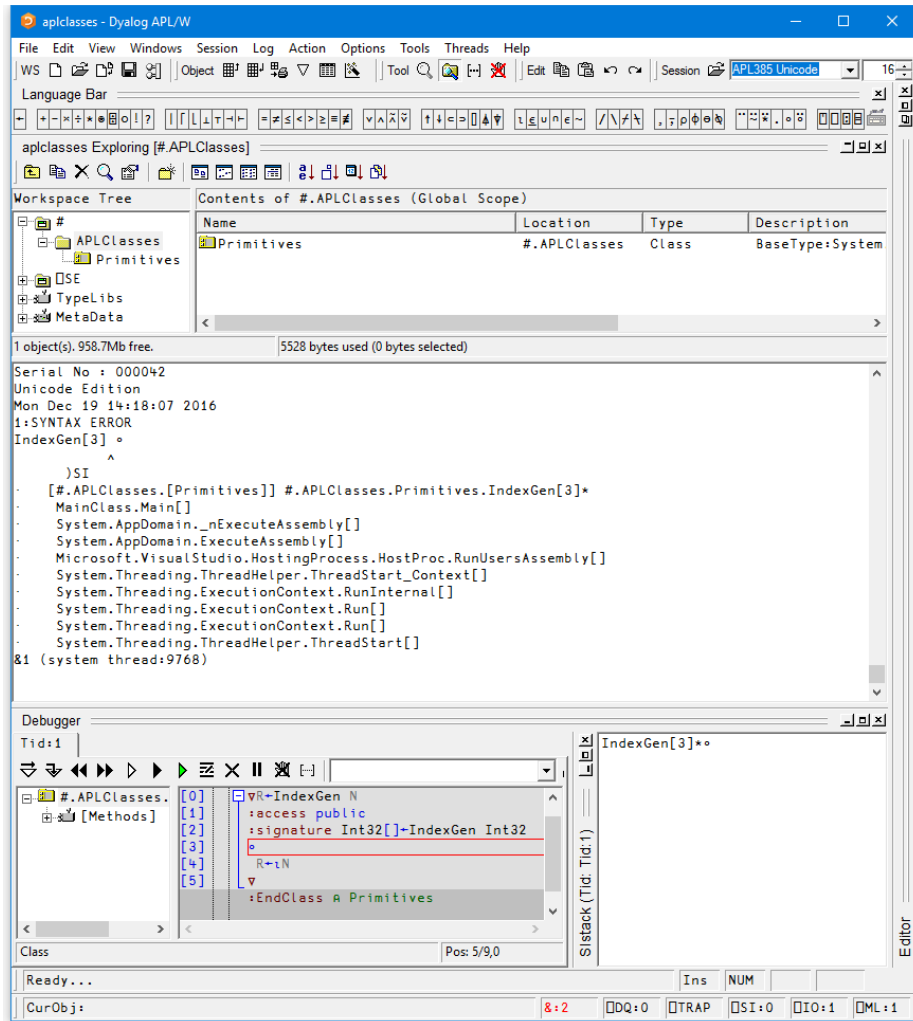 aplclasses - Dyalog APL/W
File Edit View Windows Session Log Action Options Tools Threads Help
WS Object Tool Edit Session APL385 Unicode 16
Language Bar
← + - × ÷ * ⍟ ⌹ ○ ! ? | ⌈ ⌊ ⊥ ⊤ ⊣ ⊢ = ≠ ≤ < > ≥ ≡ ≢ ∨ ∧ ⍲ ⍱ ↑ ↓ ⊂ ⊃ ⌷ ⍋ ⍒ ⍳ ⍷ ∪ ∩ ∊ ~ / \ ⌿ ⍀ , ⍪ ⍴ ⌽ ⊖ ⍉ ¨ ⍨ ⍣ . ∘ ⍤
aplclasses Exploring [#.APLClasses]
Workspace Tree
Contents of #.APLClasses (Global Scope)
#
APLClasses
Primitives
⎕SE
TypeLibs
MetaData
Name Location Type Description
Primitives #.APLClasses Class BaseType:System
1 object(s). 958.7Mb free. 5528 bytes used (0 bytes selected)
Serial No : 000042
Unicode Edition
Mon Dec 19 14:18:07 2016
1:SYNTAX ERROR
IndexGen[3] ∘
^
)SI
· [#.APLClasses.[Primitives]] #.APLClasses.Primitives.IndexGen[3]*
· MainClass.Main[]
· System.AppDomain._nExecuteAssembly[]
· System.AppDomain.ExecuteAssembly[]
· Microsoft.VisualStudio.HostingProcess.HostProc.RunUsersAssembly[]
· System.Threading.ThreadHelper.ThreadStart_Context[]
· System.Threading.ExecutionContext.RunInternal[]
· System.Threading.ExecutionContext.Run[]
· System.Threading.ExecutionContext.Run[]
· System.Threading.ThreadHelper.ThreadStart[]
&1 (system thread:9768)
Debugger
Tid:1
#.APLClasses.
[Methods]
[0] ∇R←IndexGen N
[1] :access public
[2] :signature Int32[]←IndexGen Int32
[3] ∘
[4] R←⍳N
[5] ∇
:EndClass ⍝ Primitives
Class Pos: 5/9,0
SIstack (Tid: Tid:1)
IndexGen[3]*∘
Editor
Ready... Ins NUM
CurObj: &:2 ⎕DQ:0 ⎕TRAP ⎕SI:0 ⎕IO:1 ⎕ML:1